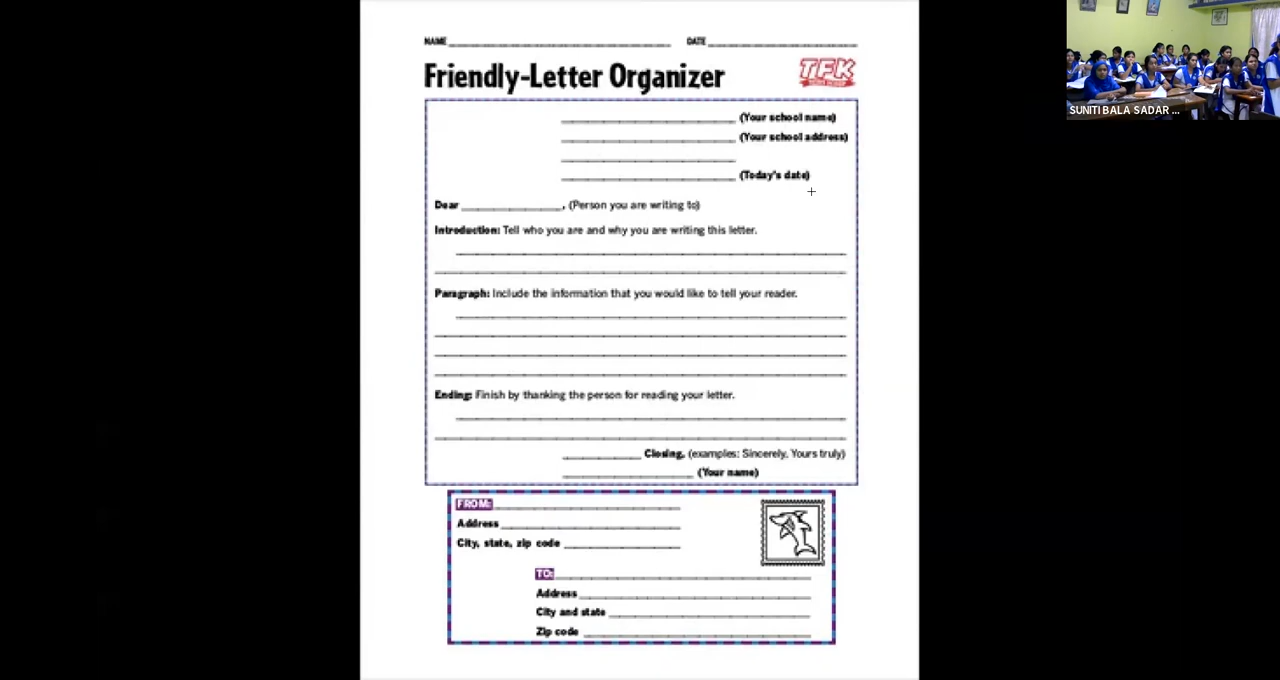 NAME DATE
Friendly-Letter Organizer TFK
(Your school name)
(Your school address)
(Today's date)
Dear , (Person you are writing to)
Introduction: Tell who you are and why you are writing this letter.
Paragraph: Include the information that you would like to tell your reader.
Ending: Finish by thanking the person for reading your letter.
Closing, (examples: Sincerely, Yours truly)
(Your name)
FROM:
Address
City, state, zip code
TO:
Address
City and state
Zip code
SUNITI BALA SADAR ...